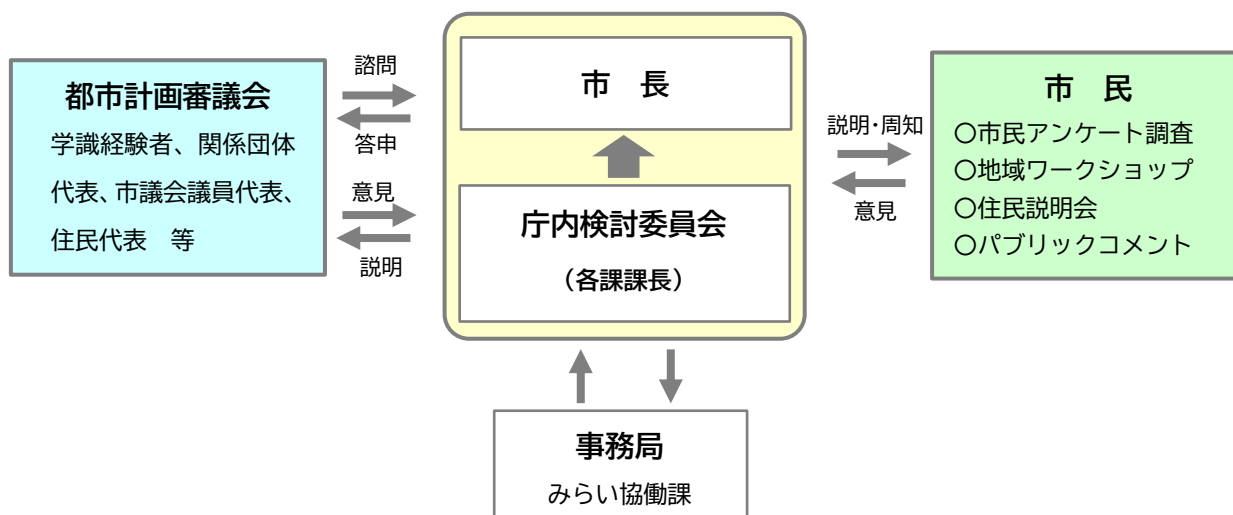 都市計画審議会
学識経験者、関係団体
代表、市議会議員代表、
住民代表　等
諮問
答申
意見
説明
市　長
庁内検討委員会
（各課課長）
説明･周知
意見
市　民
○市民アンケート調査
○地域ワークショップ
○住民説明会
○パブリックコメント
事務局
みらい協働課